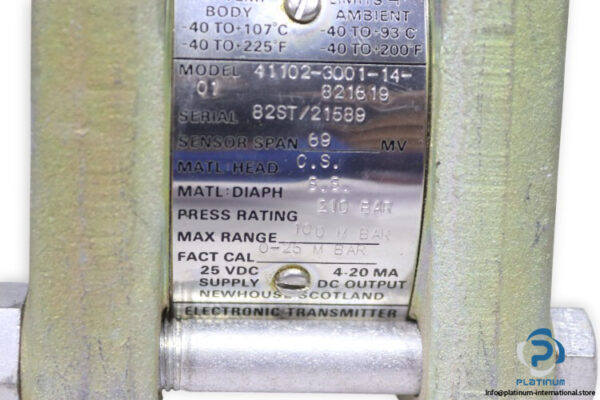 BODY AMBIENT
-40 TO+107°C -40 TO+93°C
-40 TO+225°F -40 TO+200°F
MODEL 41102-3001-14-
01 821619
SERIAL 82ST/21589
SENSOR SPAN 69 MV
MATL:HEAD C.S.
MATL:DIAPH S.S.
PRESS RATING 210 BAR
MAX RANGE 100 M BAR
FACT CAL 0-25 M BAR
25 VDC 4-20 MA
SUPPLY DC OUTPUT
NEWHOUSE SCOTLAND
ELECTRONIC TRANSMITTER
PLATINUM
info@platinum-international.store